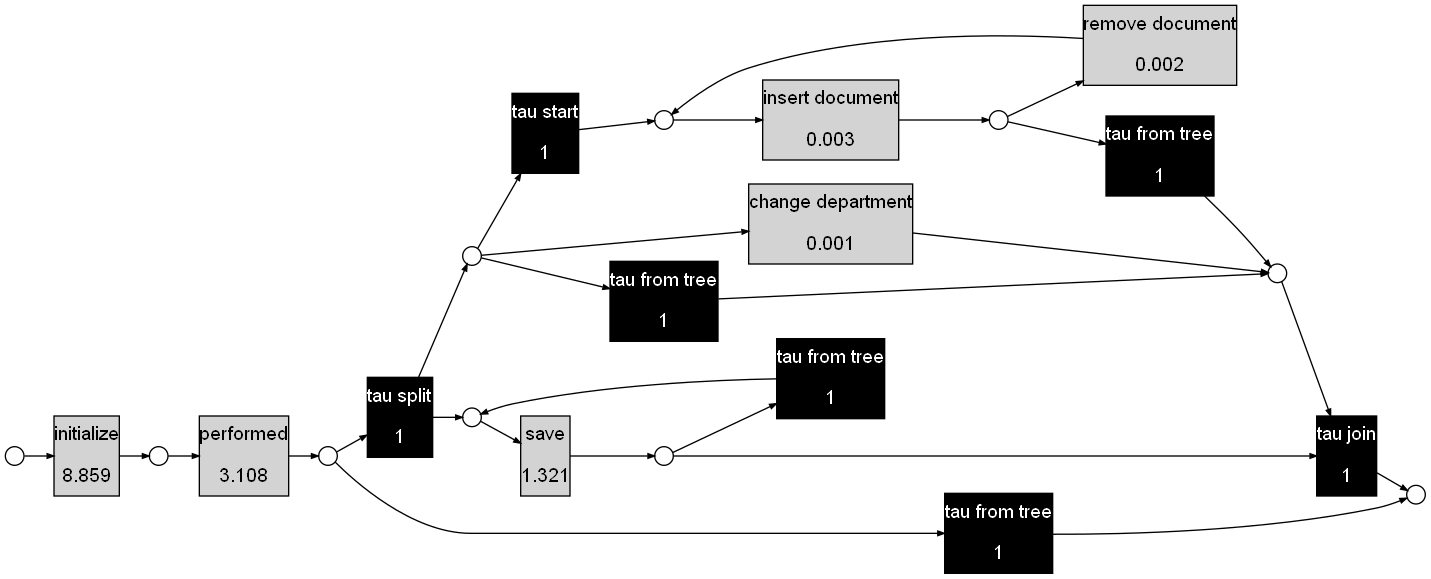 remove document
0.002
insert document
0.003
tau start
1
tau from tree
1
change department
0.001
tau from tree
1
tau from tree
1
tau split
1
initialize
8.859
performed
3.108
save
1.321
tau join
1
tau from tree
1